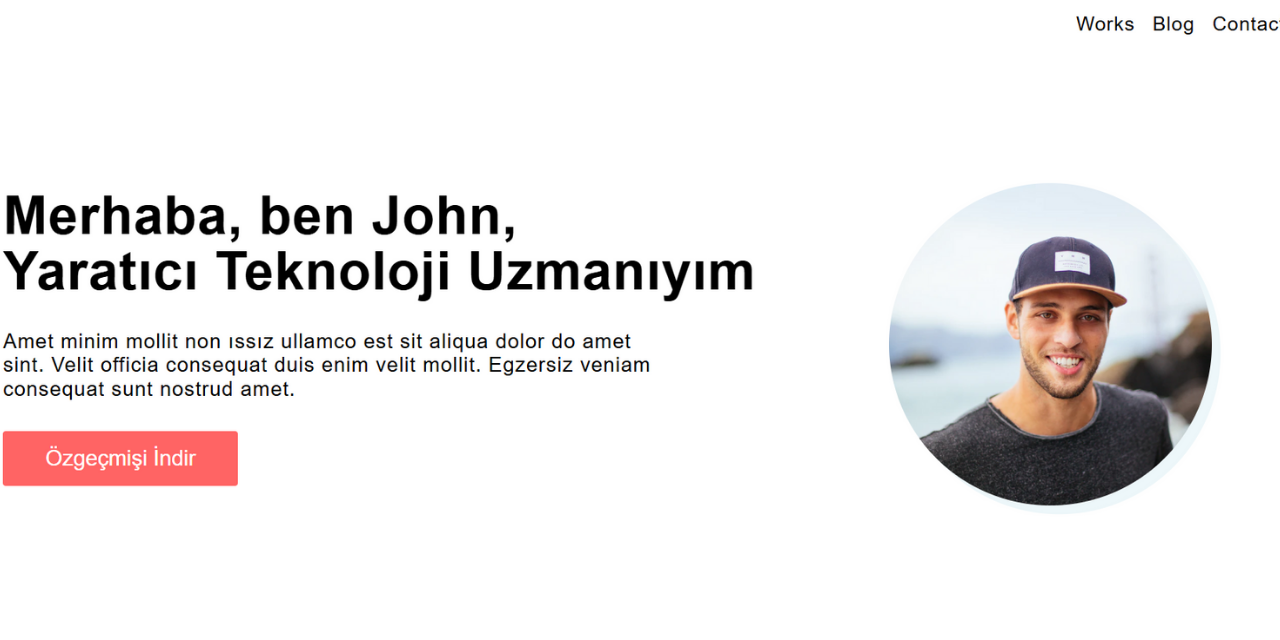 Works Blog Contact
Merhaba, ben John,
Yaratıcı Teknoloji Uzmanıyım
Amet minim mollit non ıssız ullamco est sit aliqua dolor do amet
sint. Velit officia consequat duis enim velit mollit. Egzersiz veniam
consequat sunt nostrud amet.
Özgeçmişi İndir